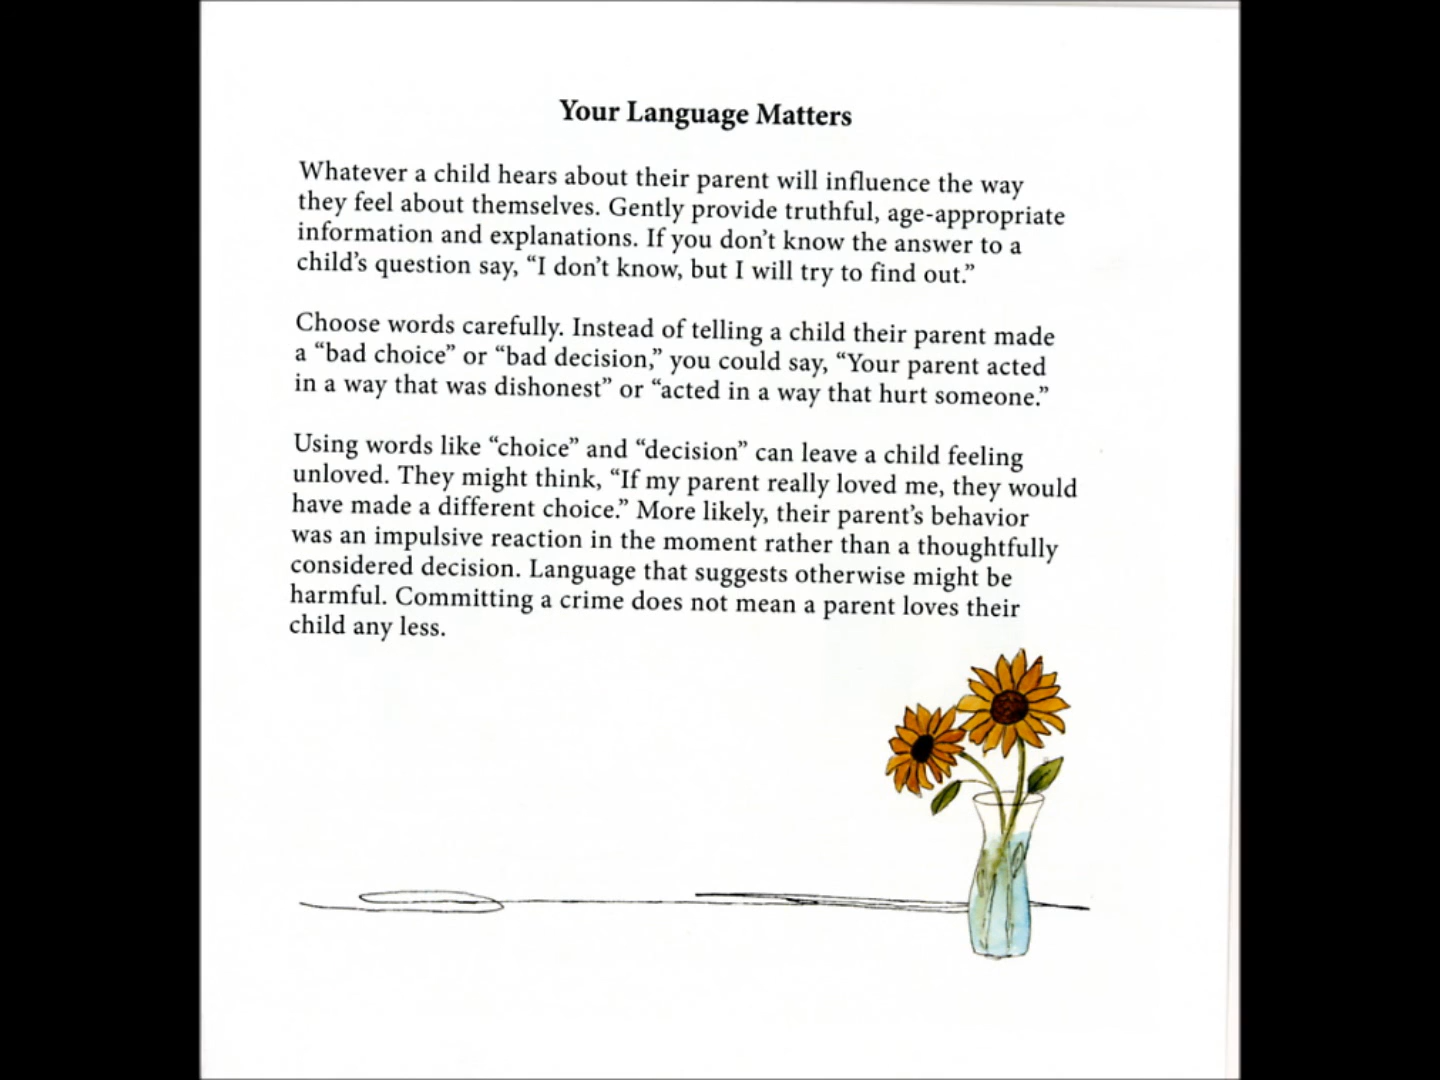 Your Language Matters
Whatever a child hears about their parent will influence the way
they feel about themselves. Gently provide truthful, age-appropriate
information and explanations. If you don’t know the answer to a
child’s question say, “I don’t know, but I will try to find out.”
Choose words carefully. Instead of telling a child their parent made
a “bad choice” or “bad decision,” you could say, “Your parent acted
in a way that was dishonest” or “acted in a way that hurt someone.”
Using words like “choice” and “decision” can leave a child feeling
unloved. They might think, “If my parent really loved me, they would
have made a different choice.” More likely, their parent’s behavior
was an impulsive reaction in the moment rather than a thoughtfully
considered decision. Language that suggests otherwise might be
harmful. Committing a crime does not mean a parent loves their
child any less.